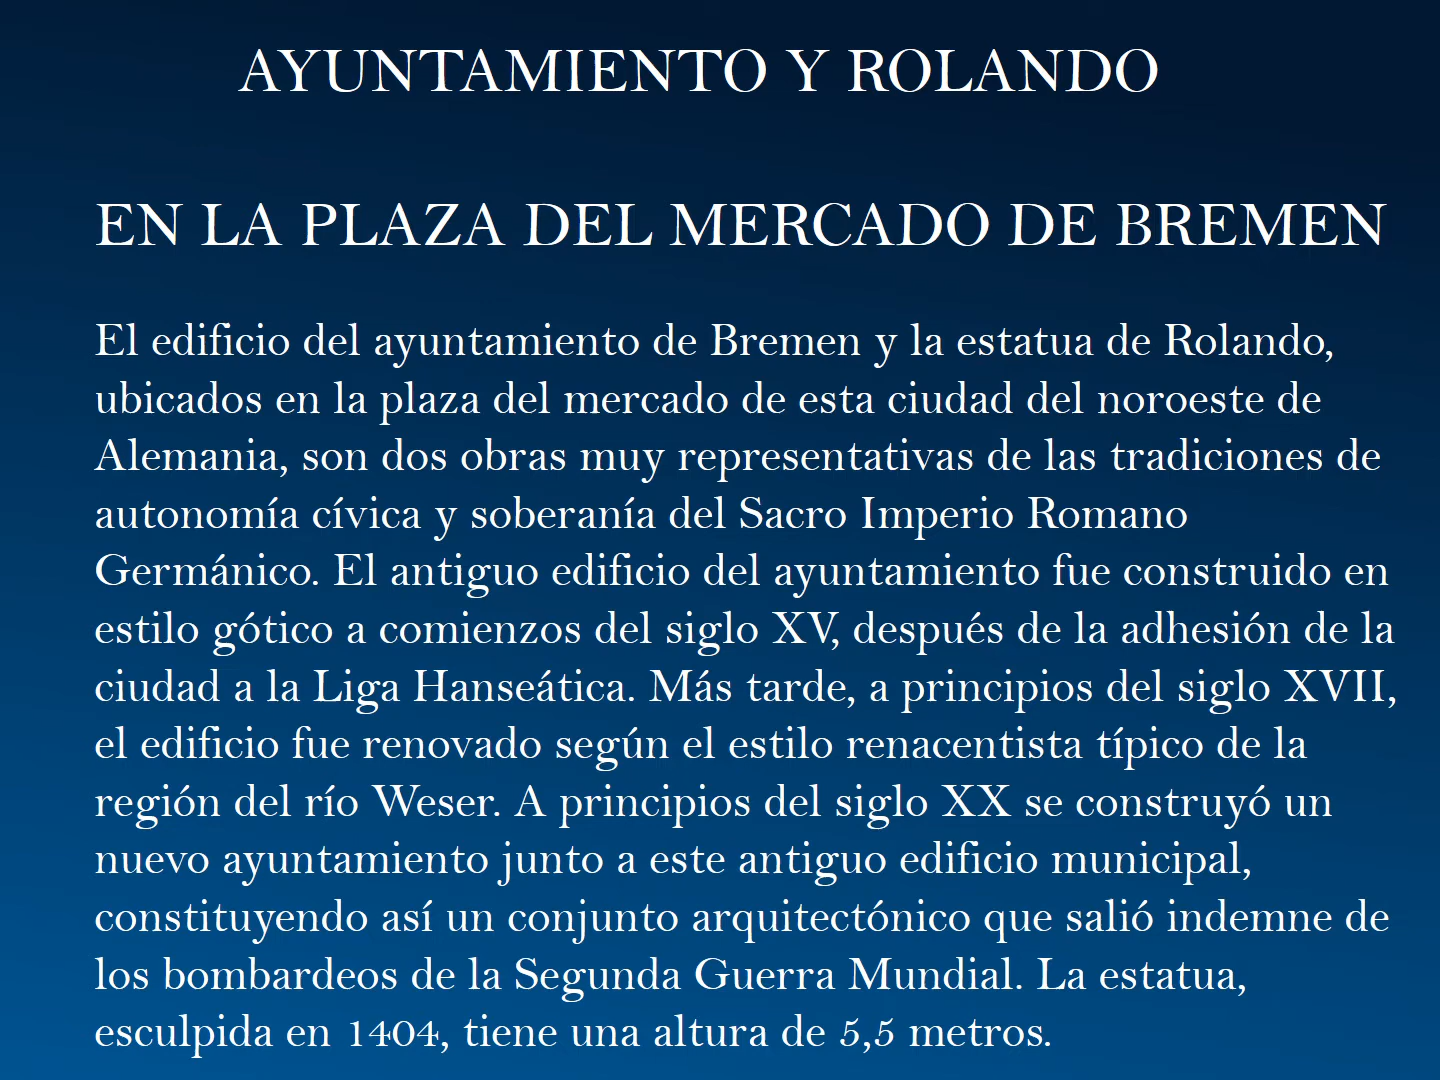 AYUNTAMIENTO Y ROLANDO
EN LA PLAZA DEL MERCADO DE BREMEN
El edificio del ayuntamiento de Bremen y la estatua de Rolando,
ubicados en la plaza del mercado de esta ciudad del noroeste de
Alemania, son dos obras muy representativas de las tradiciones de
autonomía cívica y soberanía del Sacro Imperio Romano
Germánico. El antiguo edificio del ayuntamiento fue construido en
estilo gótico a comienzos del siglo XV, después de la adhesión de la
ciudad a la Liga Hanseática. Más tarde, a principios del siglo XVII,
el edificio fue renovado según el estilo renacentista típico de la
región del río Weser. A principios del siglo XX se construyó un
nuevo ayuntamiento junto a este antiguo edificio municipal,
constituyendo así un conjunto arquitectónico que salió indemne de
los bombardeos de la Segunda Guerra Mundial. La estatua,
esculpida en 1404, tiene una altura de 5,5 metros.